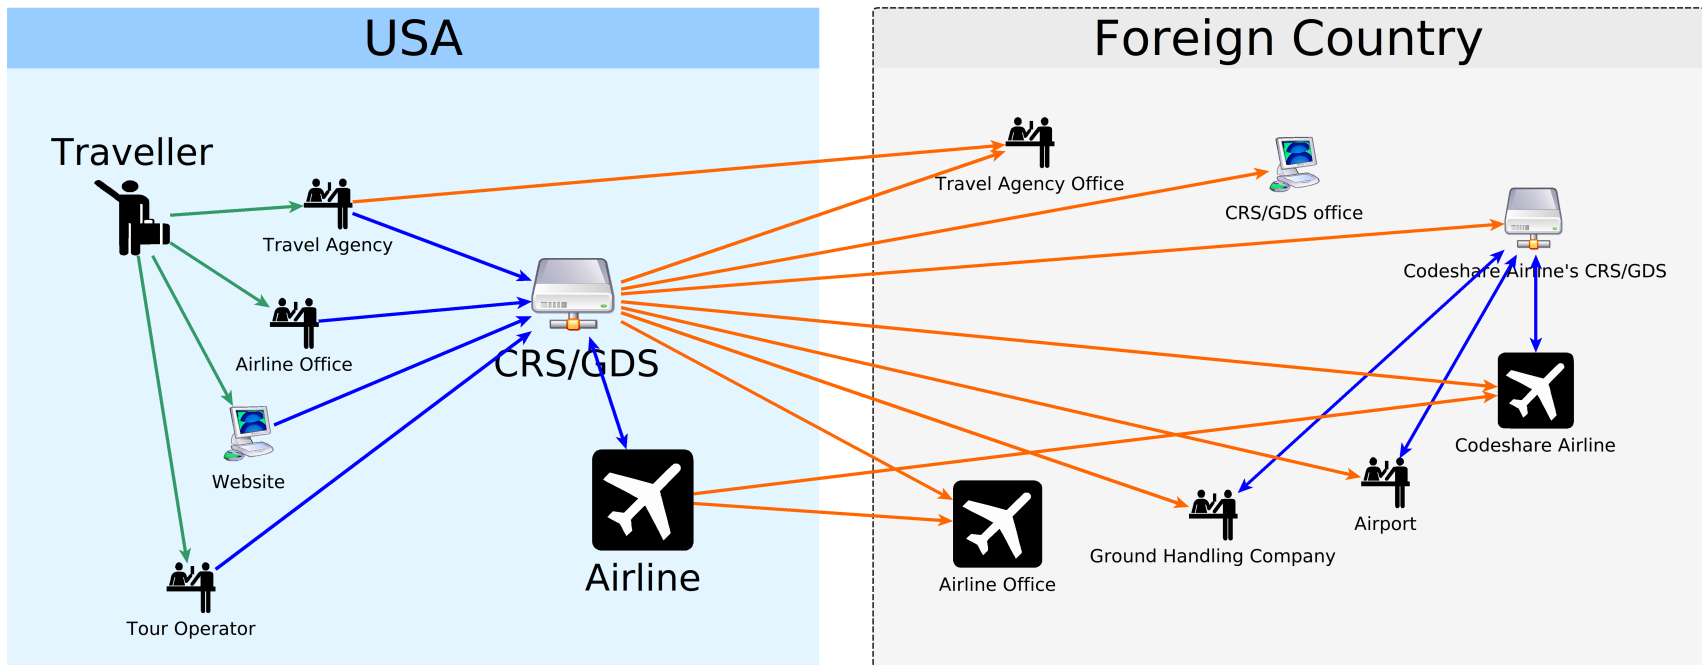 USA
Foreign Country
Traveller
Travel Agency
Airline Office
Website
Tour Operator
CRS/GDS
Airline
Travel Agency Office
CRS/GDS office
Codeshare Airline's CRS/GDS
Codeshare Airline
Airport
Ground Handling Company
Airline Office